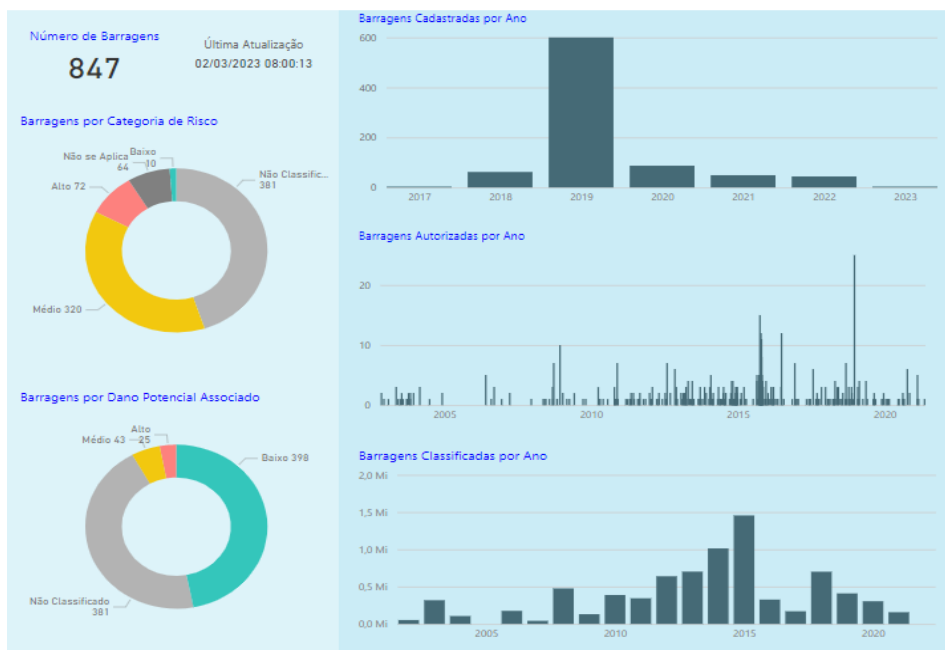 Número de Barragens
847
Última Atualização
02/03/2023 08:00:13
Barragens por Categoria de Risco
Não se Aplica
64
Baixo
10
Alto 72
Não Classific...
381
Médio 320
Barragens por Dano Potencial Associado
Alto
25
Médio 43
Baixo 398
Não Classificado
381
Barragens Cadastradas por Ano
600
400
200
0
2017 2018 2019 2020 2021 2022 2023
Barragens Autorizadas por Ano
20
10
0
2005 2010 2015 2020
Barragens Classificadas por Ano
2,0 Mi
1,5 Mi
1,0 Mi
0,5 Mi
0,0 Mi
2005 2010 2015 2020